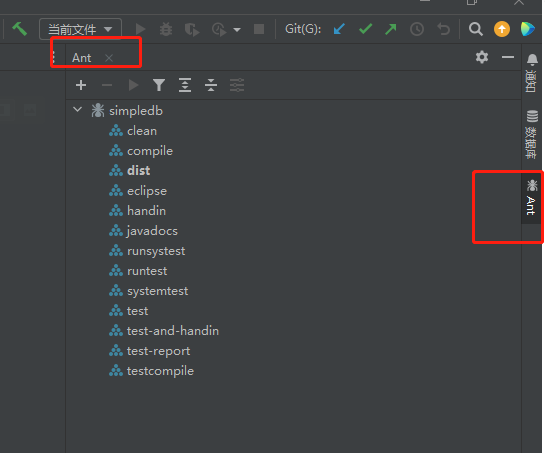 当前文件
Git(G):
Ant
通知
simpledb
clean
compile
数据库
dist
eclipse
Ant
handin
javadocs
runsystest
runtest
systemtest
test
test-and-handin
test-report
testcompile